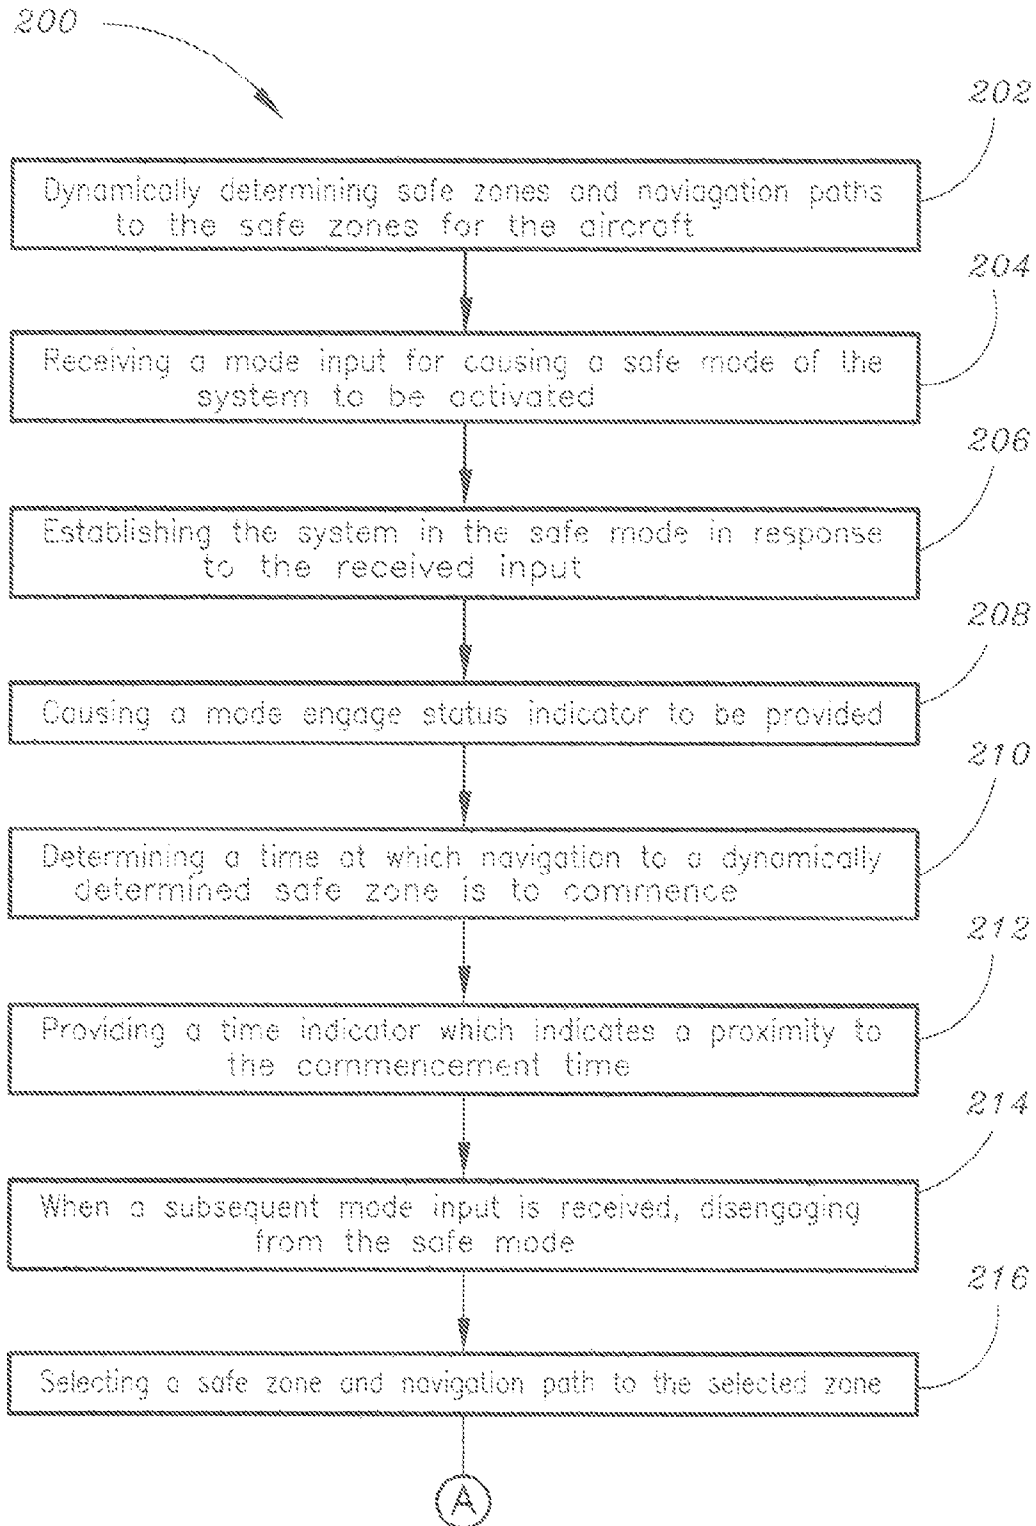 200
202
Dynamically determining safe zones and naviagation paths
to the safe zones for the aircraft
204
Receiving a mode input for causing a safe mode of the
system to be activated
206
Establishing the system in the safe mode in response
to the received input
208
Causing a mode engage status indicator to be provided
210
Determining a time at which navigation to a dynamically
determined safe zone is to commence
212
Providing a time indicator which indicates a proximity to
the commencement time
214
When a subsequent mode input is received, disengaging
from the safe mode
216
Selecting a safe zone and navigation path to the selected zone
A